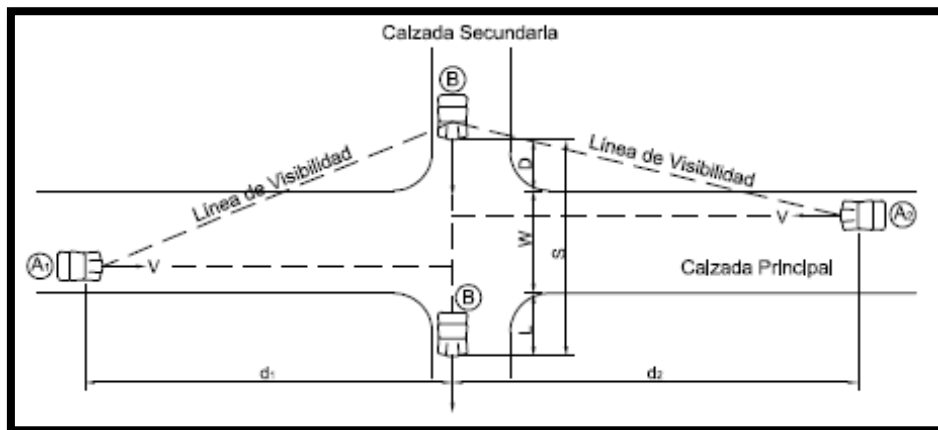 Calzada Secundaria
B
Línea de Visibilidad
Línea de Visibilidad
D
V
A2
W
S
A1
V
Calzada Principal
B
L
d1
d2